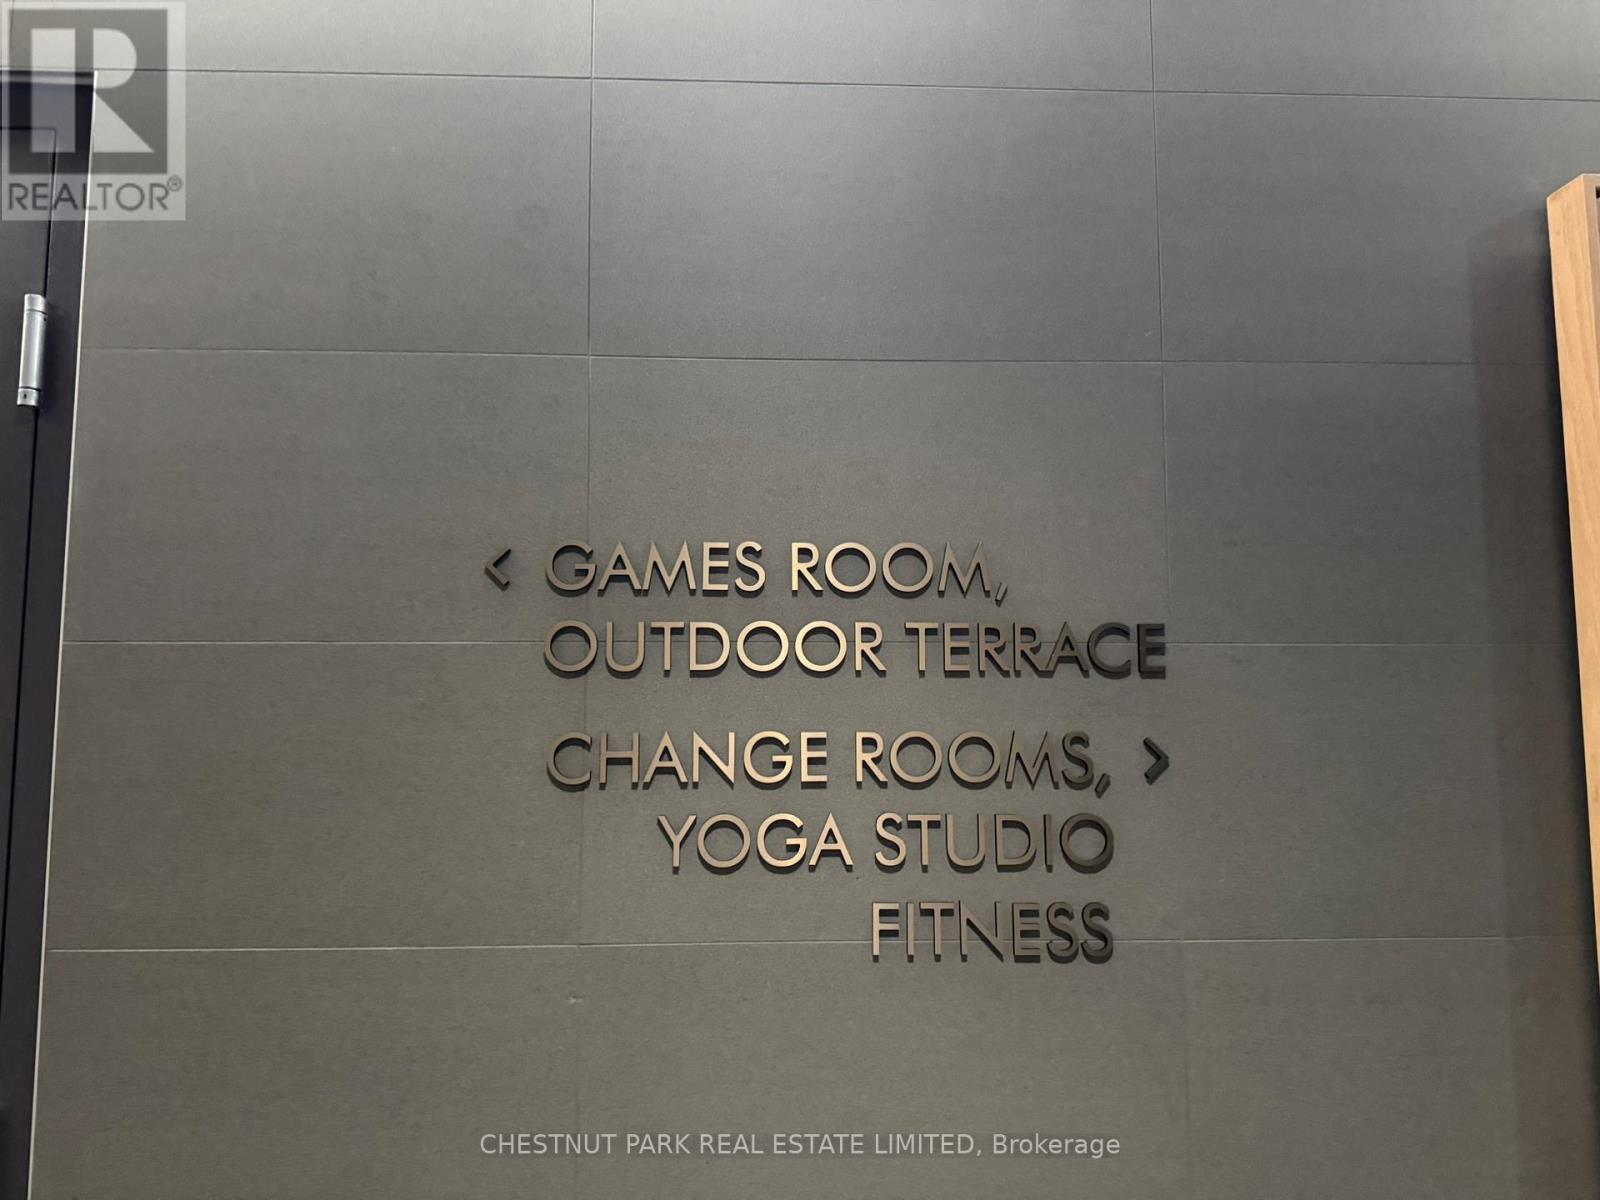 REALTOR®
< GAMES ROOM,
OUTDOOR TERRACE
CHANGE ROOMS, >
YOGA STUDIO
FITNESS
CHESTNUT PARK REAL ESTATE LIMITED, Brokerage